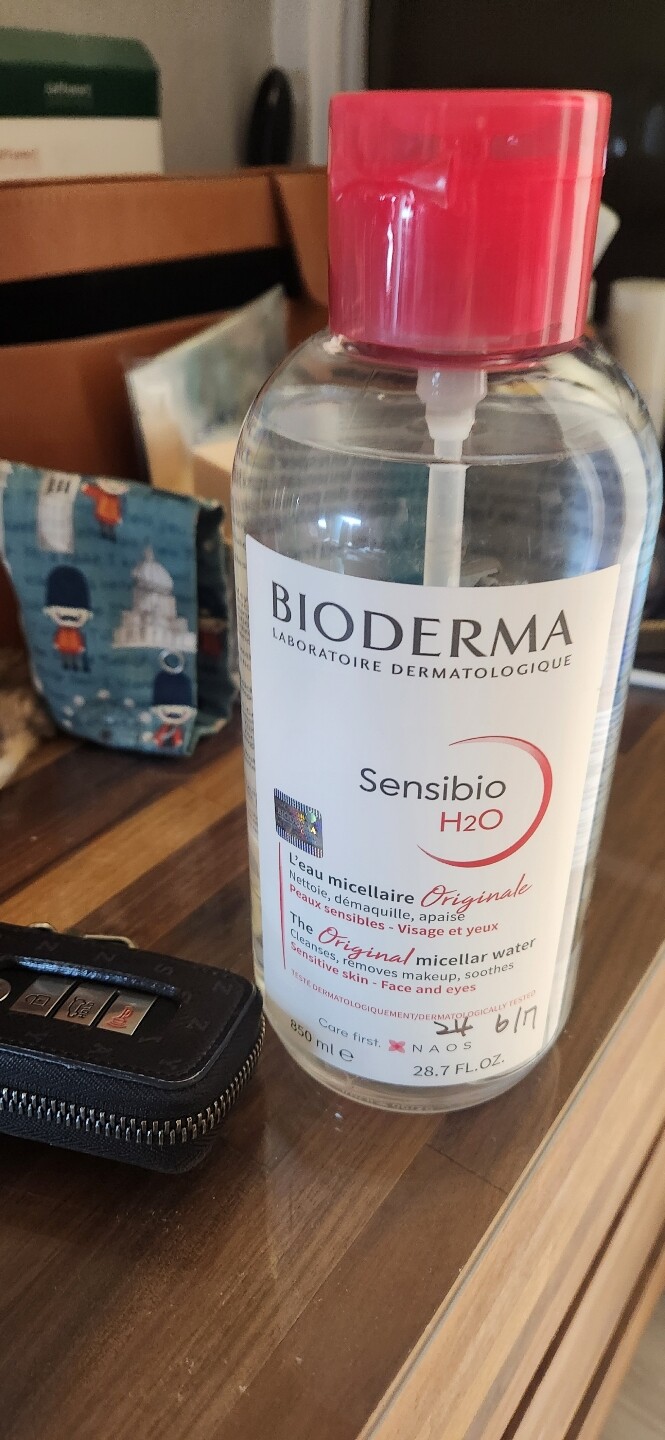 BIODERMA
LABORATOIRE DERMATOLOGIQUE
Sensibio
H2O
L'eau micellaire Originale
Nettoie, démaquille, apaise
Peaux sensibles - Visage et yeux
The Original micellar water
Cleanses, removes makeup, soothes
Sensitive skin - Face and eyes
TESTÉ DERMATOLOGIQUEMENT/DERMATOLOGICALLY TESTED
24 6/17
Care first. NAOS
850 ml e
28.7 FL.OZ.